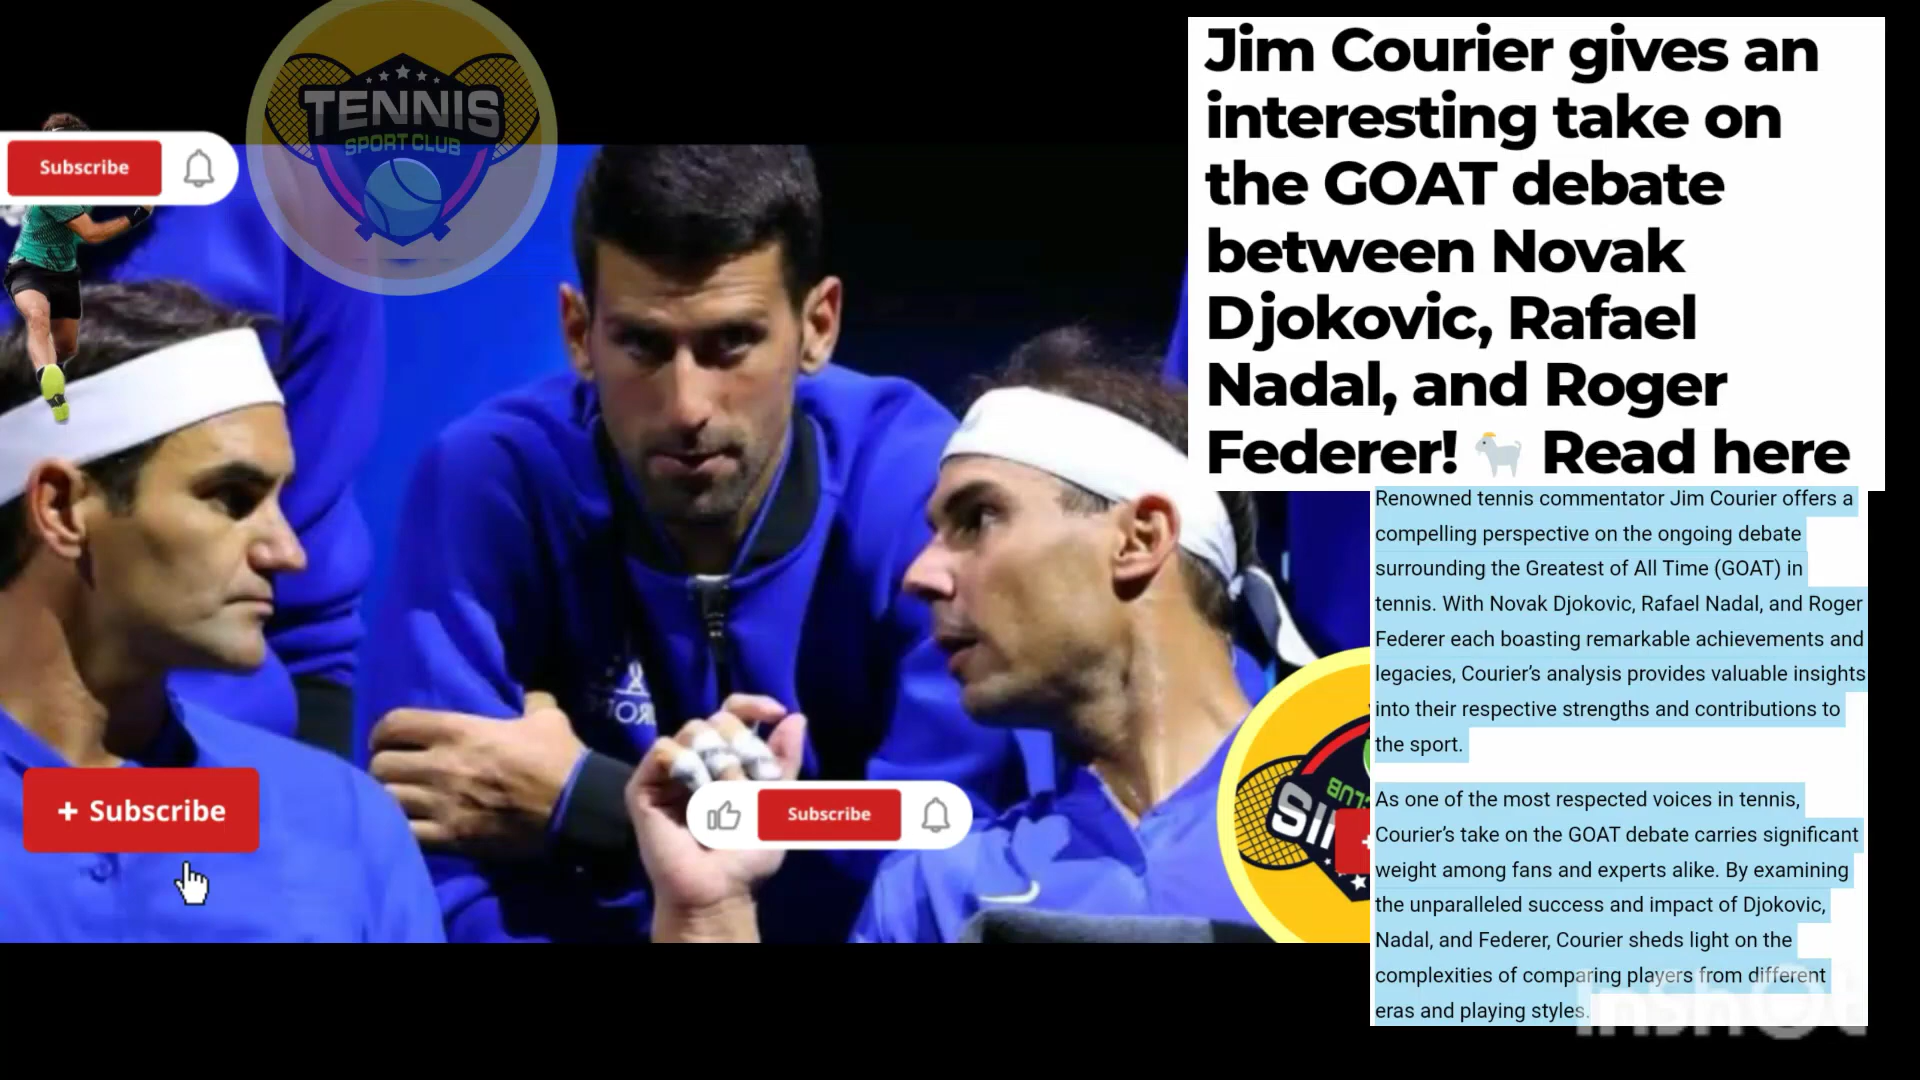 Jim Courier gives an
interesting take on
the GOAT debate
between Novak
Djokovic, Rafael
Nadal, and Roger
Federer! 🐐 Read here
TENNIS
SPORT CLUB
Subscribe
+ Subscribe
Subscribe
Renowned tennis commentator Jim Courier offers a
compelling perspective on the ongoing debate
surrounding the Greatest of All Time (GOAT) in
tennis. With Novak Djokovic, Rafael Nadal, and Roger
Federer each boasting remarkable achievements and
legacies, Courier’s analysis provides valuable insights
into their respective strengths and contributions to
the sport.
As one of the most respected voices in tennis,
Courier’s take on the GOAT debate carries significant
weight among fans and experts alike. By examining
the unparalleled success and impact of Djokovic,
Nadal, and Federer, Courier sheds light on the
complexities of comparing players from different
eras and playing styles.
InShOt